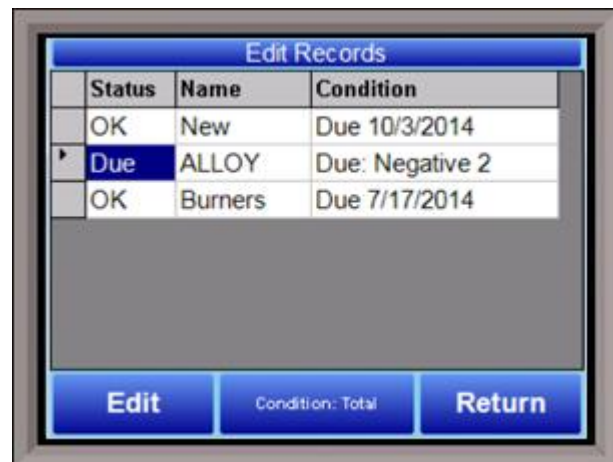 Edit Records
Status Name Condition
OK New Due 10/3/2014
Due ALLOY Due: Negative 2
OK Burners Due 7/17/2014
Edit Condition: Total Return